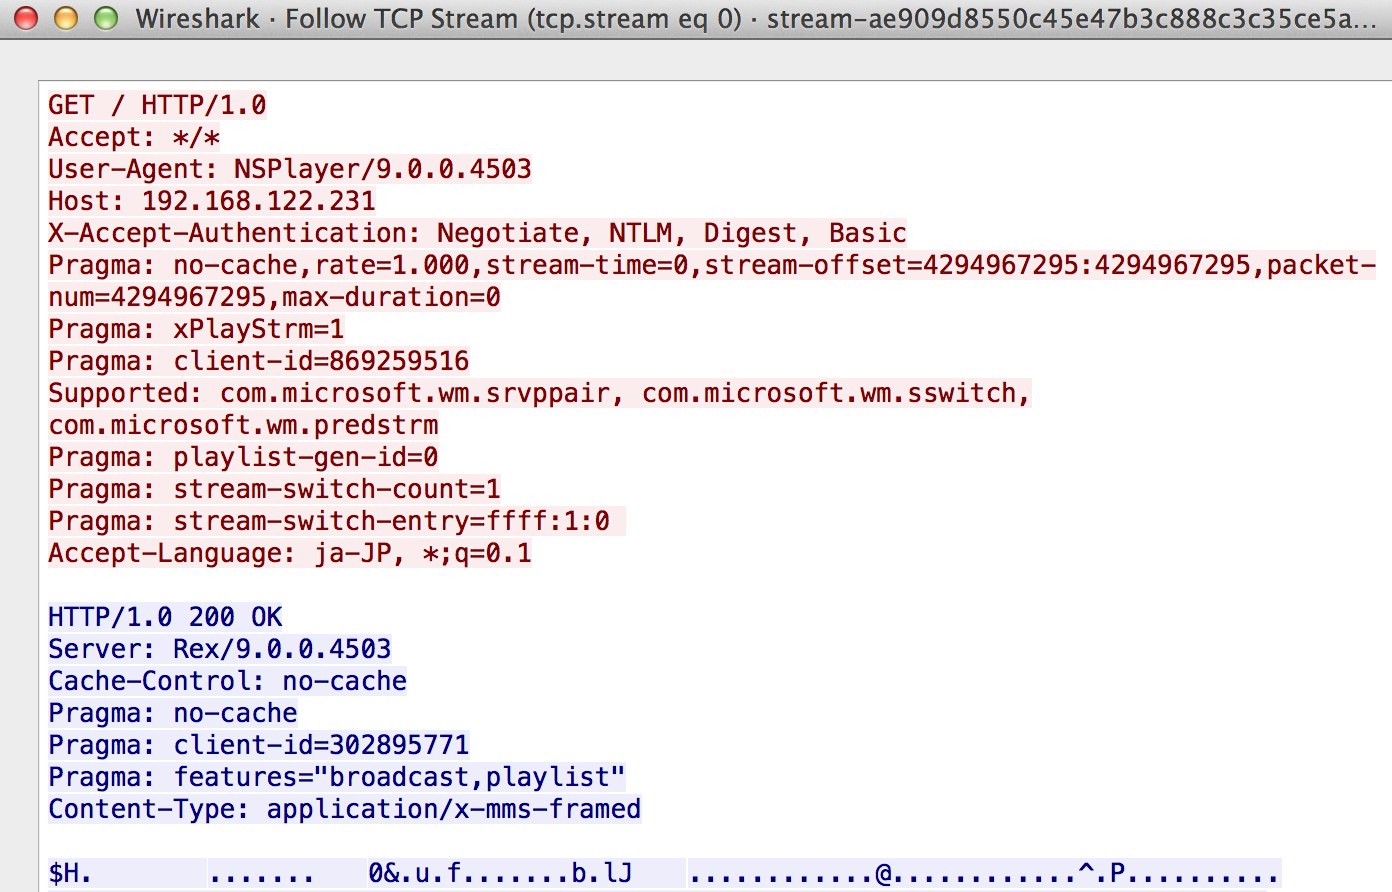 Wireshark · Follow TCP Stream (tcp.stream eq 0) · stream-ae909d8550c45e47b3c888c3c35ce5a...
GET / HTTP/1.0
Accept: */*
User-Agent: NSPlayer/9.0.0.4503
Host: 192.168.122.231
X-Accept-Authentication: Negotiate, NTLM, Digest, Basic
Pragma: no-cache,rate=1.000,stream-time=0,stream-offset=4294967295:4294967295,packet-
num=4294967295,max-duration=0
Pragma: xPlayStrm=1
Pragma: client-id=869259516
Supported: com.microsoft.wm.srvppair, com.microsoft.wm.sswitch,
com.microsoft.wm.predstrm
Pragma: playlist-gen-id=0
Pragma: stream-switch-count=1
Pragma: stream-switch-entry=ffff:1:0
Accept-Language: ja-JP, *;q=0.1
HTTP/1.0 200 OK
Server: Rex/9.0.0.4503
Cache-Control: no-cache
Pragma: no-cache
Pragma: client-id=302895771
Pragma: features="broadcast,playlist"
Content-Type: application/x-mms-framed
$H.	.......	0&.u.f.......b.lJ	............@............^.P..........